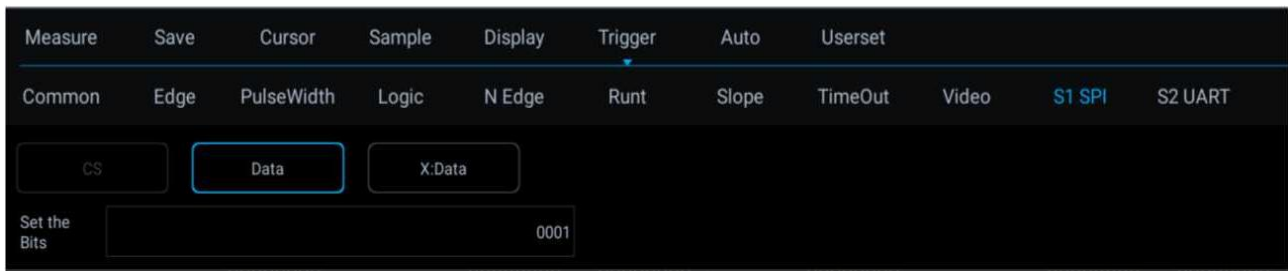 Measure Save Cursor Sample Display Trigger Auto Userset
Common Edge PulseWidth Logic N Edge Runt Slope TimeOut Video S1 SPI S2 UART
CS Data X:Data
Set the
Bits
0001